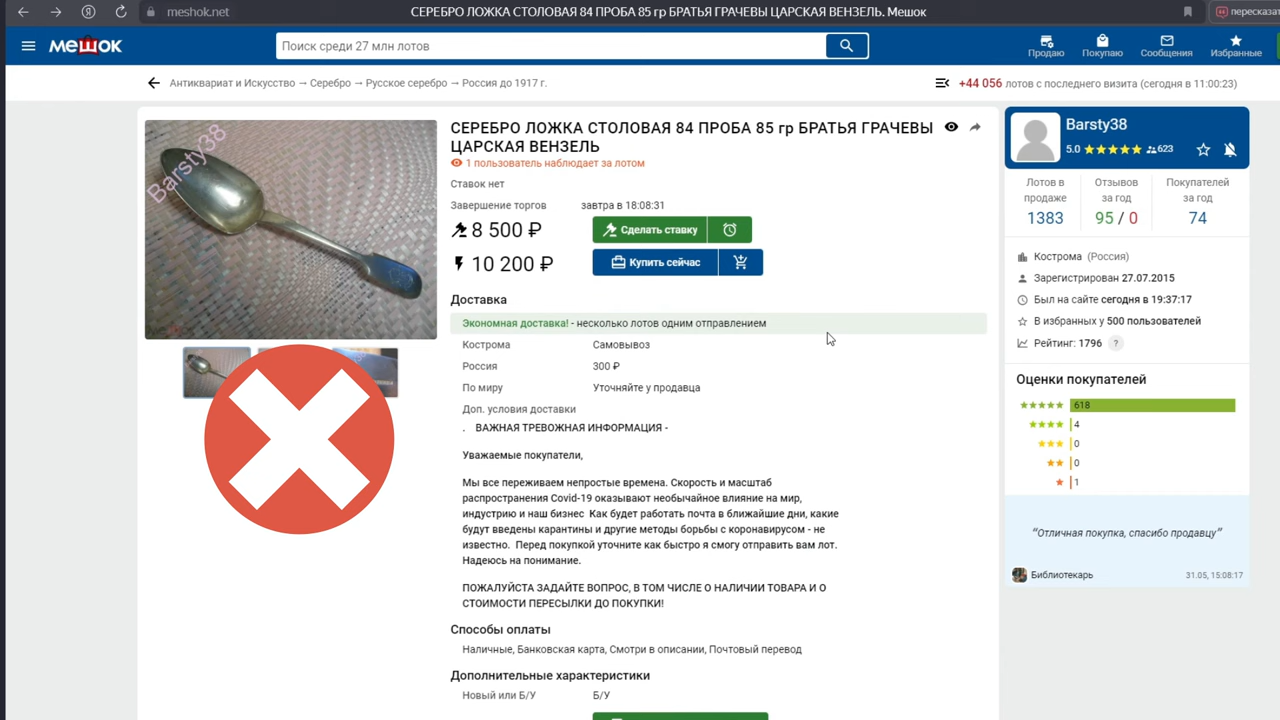 meshok.net
СЕРЕБРО ЛОЖКА СТОЛОВАЯ 84 ПРОБА 85 гр БРАТЬЯ ГРАЧЕВЫ ЦАРСКАЯ ВЕНЗЕЛЬ. Мешок
пересказат
мешок
Поиск среди 27 млн лотов
Продаю
Покупаю
Сообщения
Избранные
Антиквариат и Искусство → Серебро → Русское серебро → Россия до 1917 г.
+44 056 лотов с последнего визита (сегодня в 11:00:23)
Barsty38
СЕРЕБРО ЛОЖКА СТОЛОВАЯ 84 ПРОБА 85 гр БРАТЬЯ ГРАЧЕВЫ
ЦАРСКАЯ ВЕНЗЕЛЬ
1 пользователь наблюдает за лотом
Ставок нет
Завершение торгов завтра в 18:08:31
8 500 ₽ Сделать ставку
10 200 ₽ Купить сейчас
Доставка
Экономная доставка! - несколько лотов одним отправлением
Кострома Самовывоз
Россия 300 ₽
По миру Уточняйте у продавца
Доп. условия доставки
. ВАЖНАЯ ТРЕВОЖНАЯ ИНФОРМАЦИЯ -
Уважаемые покупатели,
Мы все переживаем непростые времена. Скорость и масштаб
распространения Covid-19 оказывают необычайное влияние на мир,
индустрию и наш бизнес Как будет работать почта в ближайшие дни, какие
будут введены карантины и другие методы борьбы с коронавирусом - не
известно. Перед покупкой уточните как быстро я смогу отправить вам лот.
Надеюсь на понимание.
ПОЖАЛУЙСТА ЗАДАЙТЕ ВОПРОС, В ТОМ ЧИСЛЕ О НАЛИЧИИ ТОВАРА И О
СТОИМОСТИ ПЕРЕСЫЛКИ ДО ПОКУПКИ!
Способы оплаты
Наличные, Банковская карта, Смотри в описании, Почтовый перевод
Дополнительные характеристики
Новый или Б/У Б/У
Barsty38
5.0 623
Лотов в продаже
1383
Отзывов за год
95 / 0
Покупателей за год
74
Кострома (Россия)
Зарегистрирован 27.07.2015
Был на сайте сегодня в 19:37:17
В избранных у 500 пользователей
Рейтинг: 1796 ?
Оценки покупателей
618
4
0
0
1
“Отличная покупка, спасибо продавцу”
Библиотекарь 31.05, 15:08:17